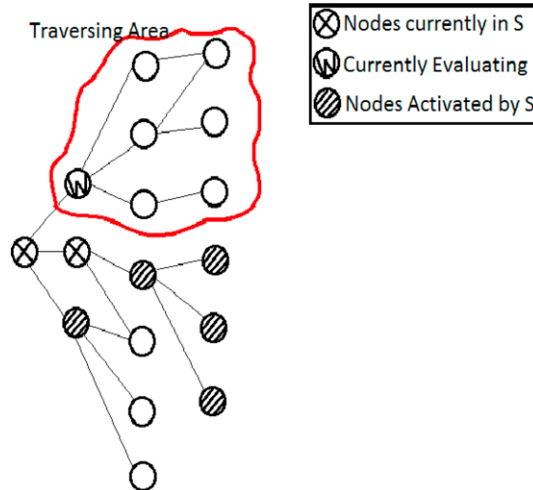 Traversing Area
Nodes currently in S
W Currently Evaluating
Nodes Activated by S
W